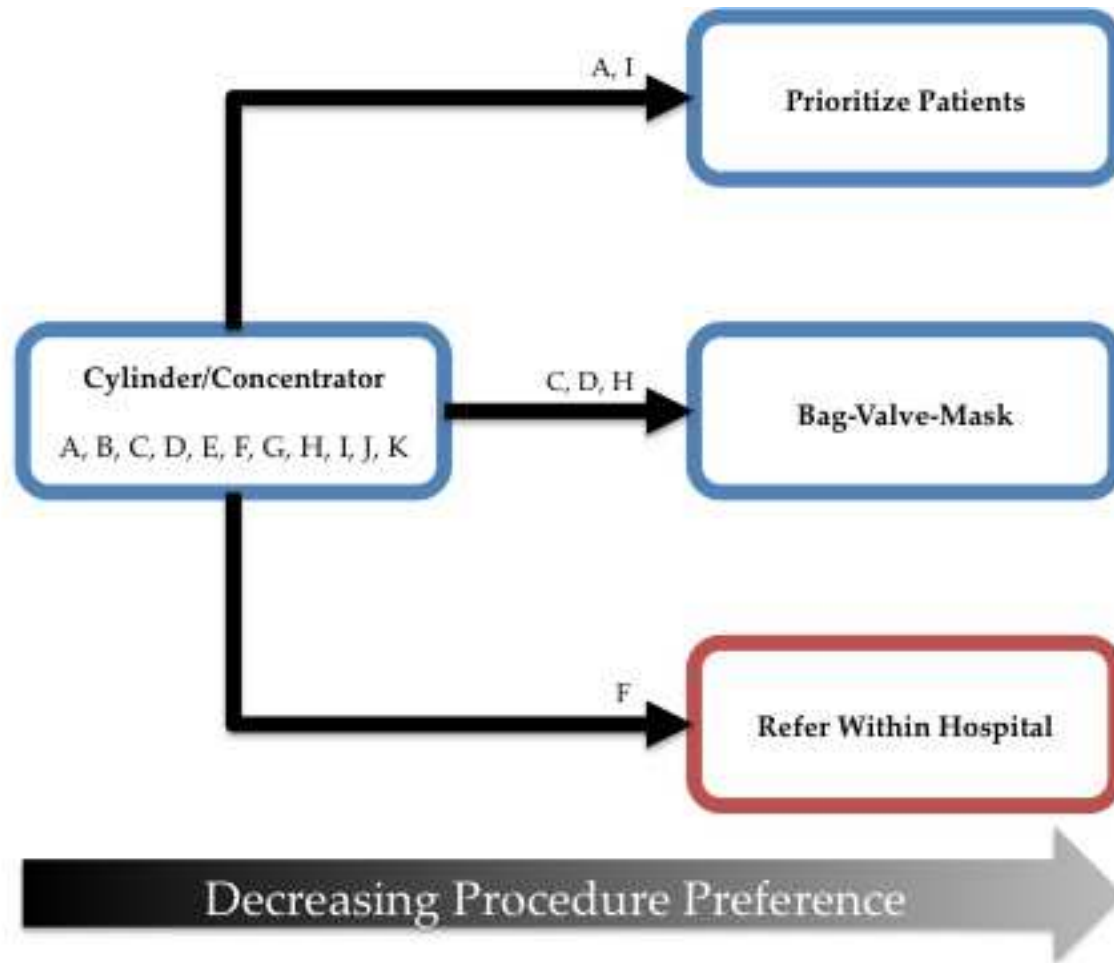 A, I
Prioritize Patients
Cylinder/Concentrator
A, B, C, D, E, F, G, H, I, J, K
C, D, H
Bag-Valve-Mask
F
Refer Within Hospital
Decreasing Procedure Preference